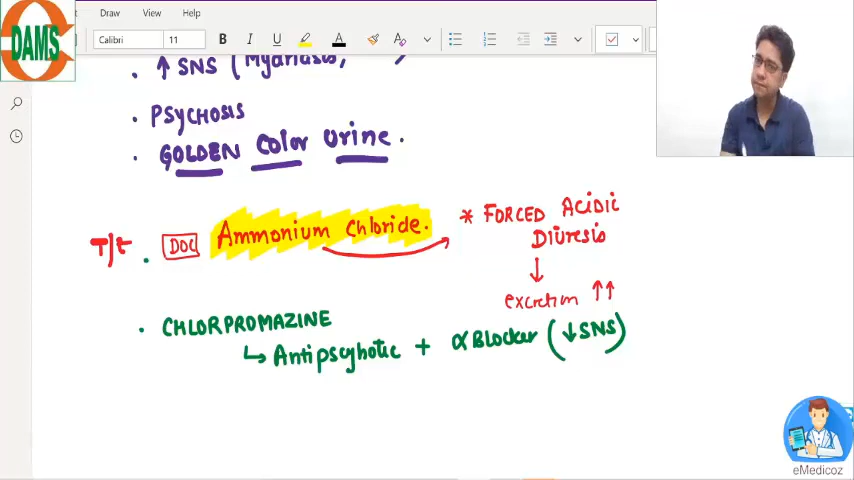 DAMS
Draw View Help
Calibri 11 B I U A
• ↑ SNS (Mydriasis,
• PSYCHOSIS
• GOLDEN Color Urine.
T/t • DOC Ammonium Chloride. * FORCED ACIDIC
Diuresis
↓
excretion ↑↑
• CHLORPROMAZINE
↳ Antipscyhotic + α Blocker (↓ SNS)
eMedicoz